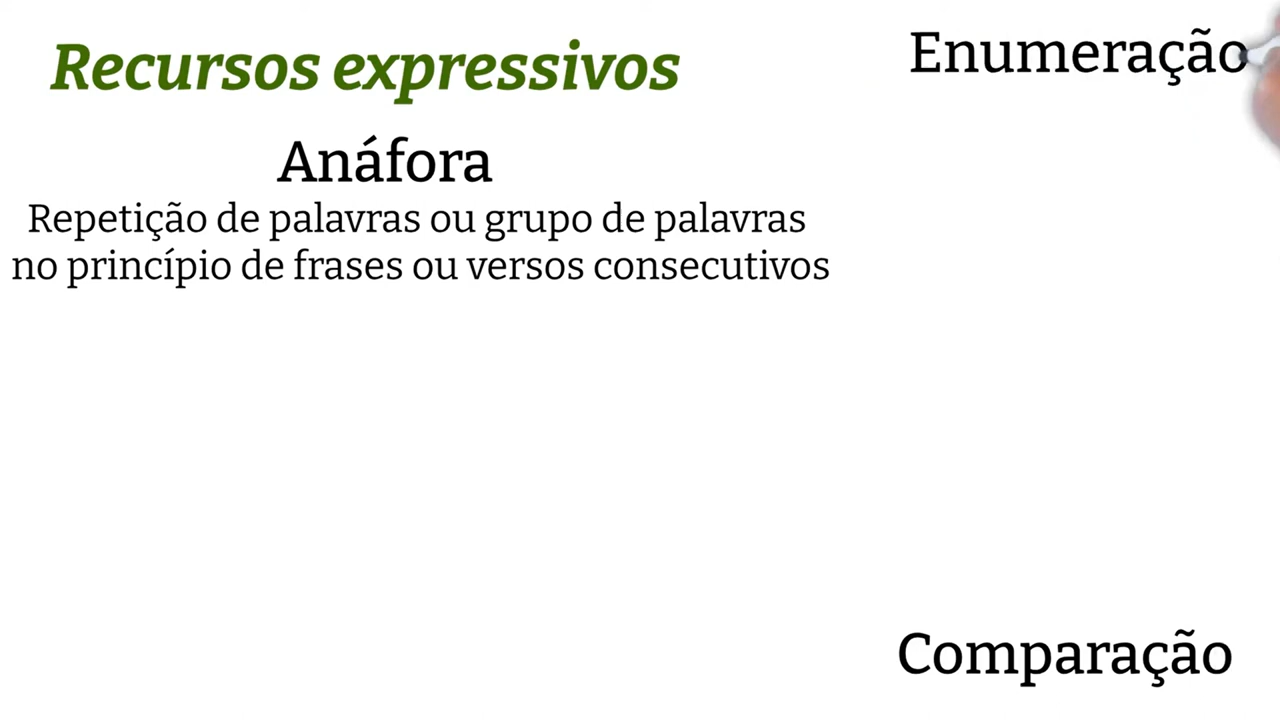 Recursos expressivos
Enumeração
Anáfora
Repetição de palavras ou grupo de palavras
no princípio de frases ou versos consecutivos
Comparação